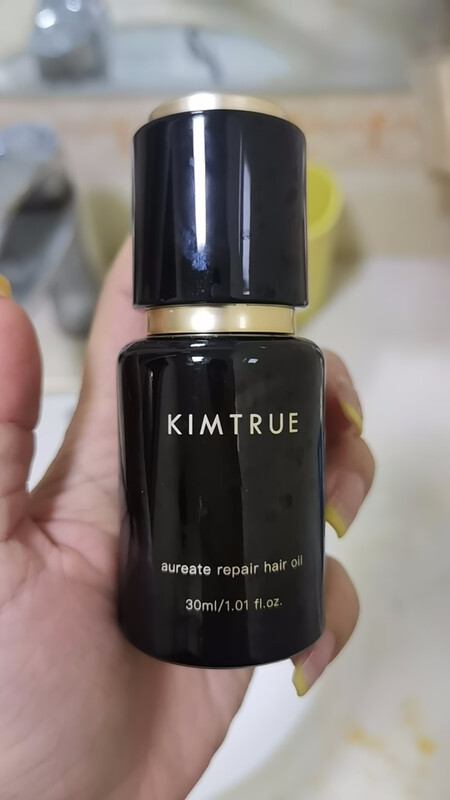 KIMTRUE
aureate repair hair oil
30ml/1.01 fl.oz.